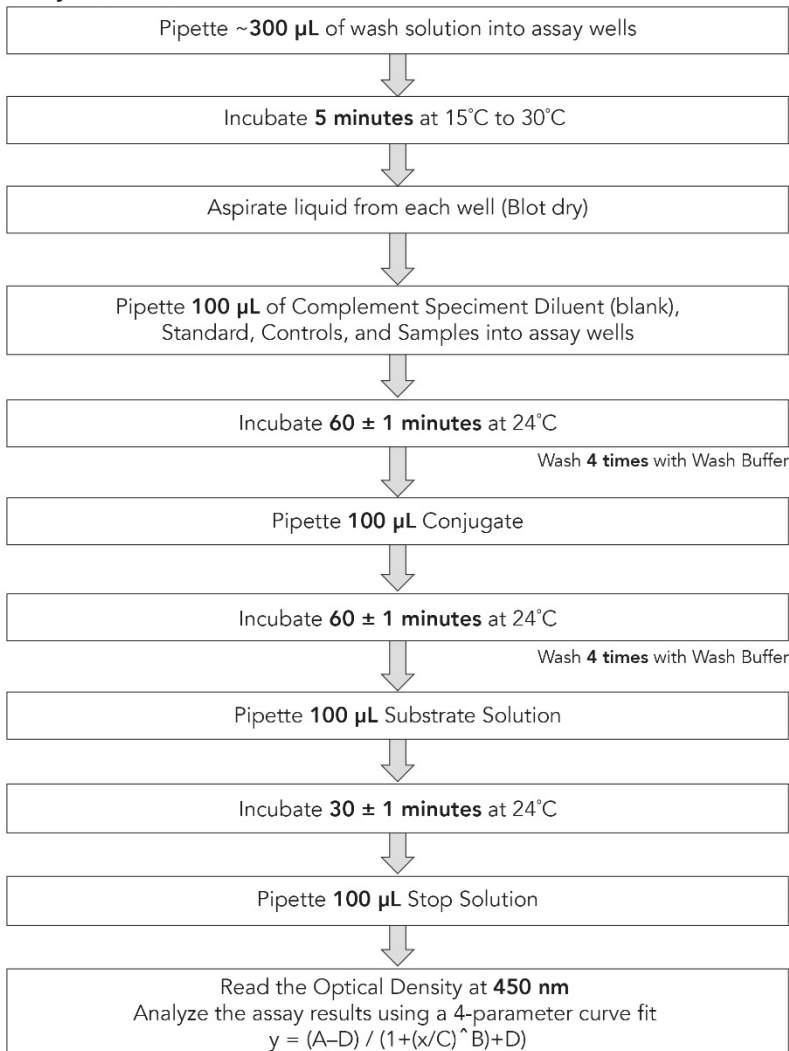 Pipette ~300 µL of wash solution into assay wells
Incubate 5 minutes at 15˚C to 30˚C
Aspirate liquid from each well (Blot dry)
Pipette 100 µL of Complement Speciment Diluent (blank),
Standard, Controls, and Samples into assay wells
Incubate 60 ± 1 minutes at 24˚C
Wash 4 times with Wash Buffer
Pipette 100 µL Conjugate
Incubate 60 ± 1 minutes at 24˚C
Wash 4 times with Wash Buffer
Pipette 100 µL Substrate Solution
Incubate 30 ± 1 minutes at 24˚C
Pipette 100 µL Stop Solution
Read the Optical Density at 450 nm
Analyze the assay results using a 4-parameter curve fit
y = (A–D) / (1+(x/C)ˆB)+D)